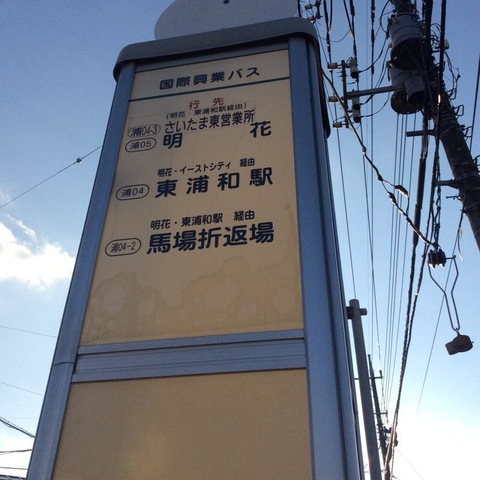 国際興業バス
行先
(明花 東浦和駅経由)
浦04-3 さいたま東営業所
浦05 明花
明花・イーストシティ 経由
浦04 東浦和駅
明花・東浦和駅 経由
浦04-2 馬場折返場